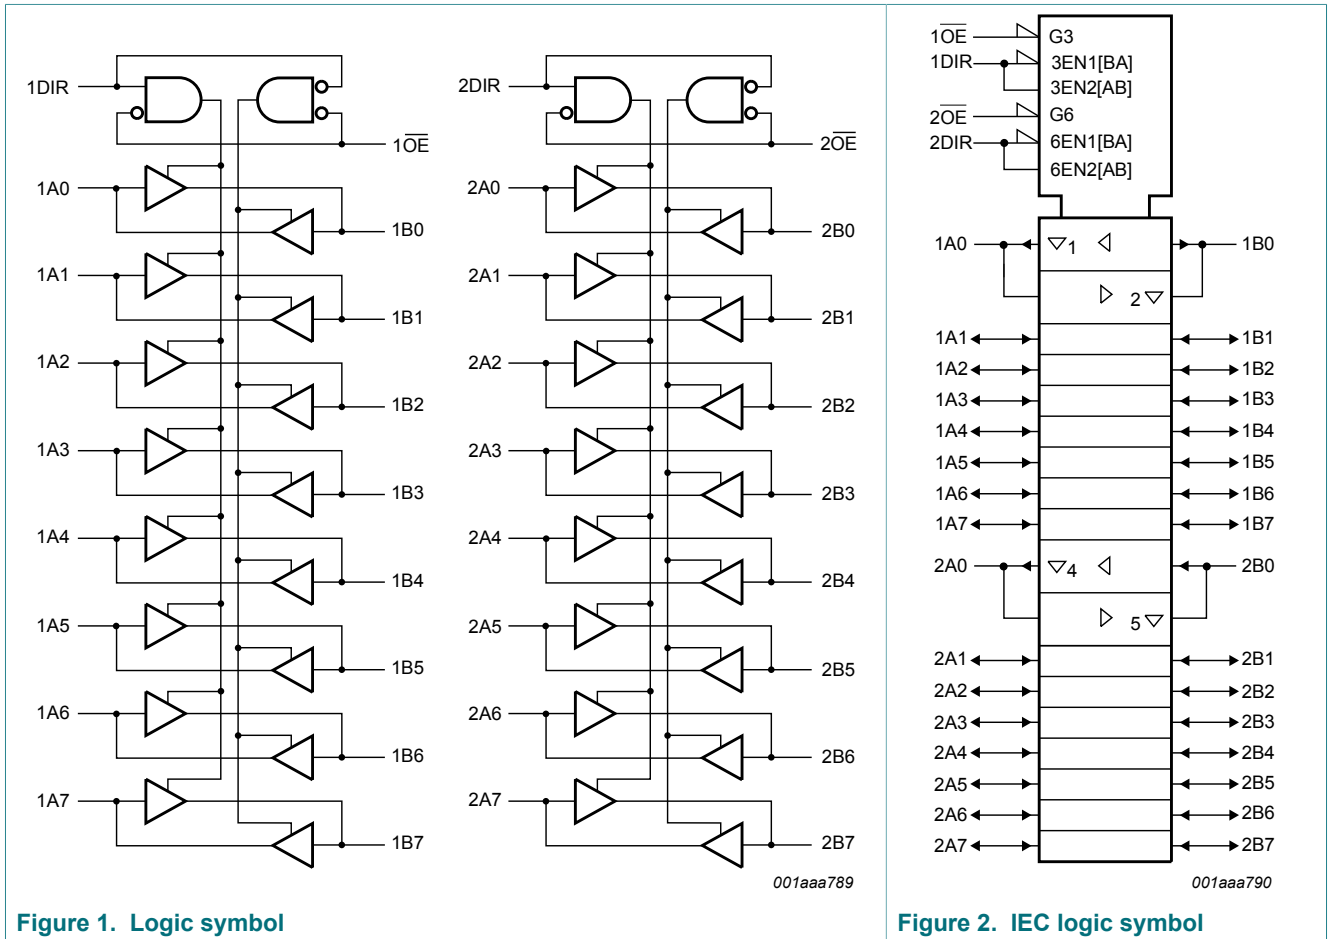 1DIR
1O̅E̅
1A0
1B0
1A1
1B1
1A2
1B2
1A3
1B3
1A4
1B4
1A5
1B5
1A6
1B6
1A7
1B7
2DIR
2O̅E̅
2A0
2B0
2A1
2B1
2A2
2B2
2A3
2B3
2A4
2B4
2A5
2B5
2A6
2B6
2A7
2B7
001aaa789
Figure 1. Logic symbol
1O̅E̅ G3
1DIR 3EN1[BA]
3EN2[AB]
2O̅E̅ G6
2DIR 6EN1[BA]
6EN2[AB]
1A0 1 1B0
2
1A1 1B1
1A2 1B2
1A3 1B3
1A4 1B4
1A5 1B5
1A6 1B6
1A7 1B7
2A0 4 2B0
5
2A1 2B1
2A2 2B2
2A3 2B3
2A4 2B4
2A5 2B5
2A6 2B6
2A7 2B7
001aaa790
Figure 2. IEC logic symbol